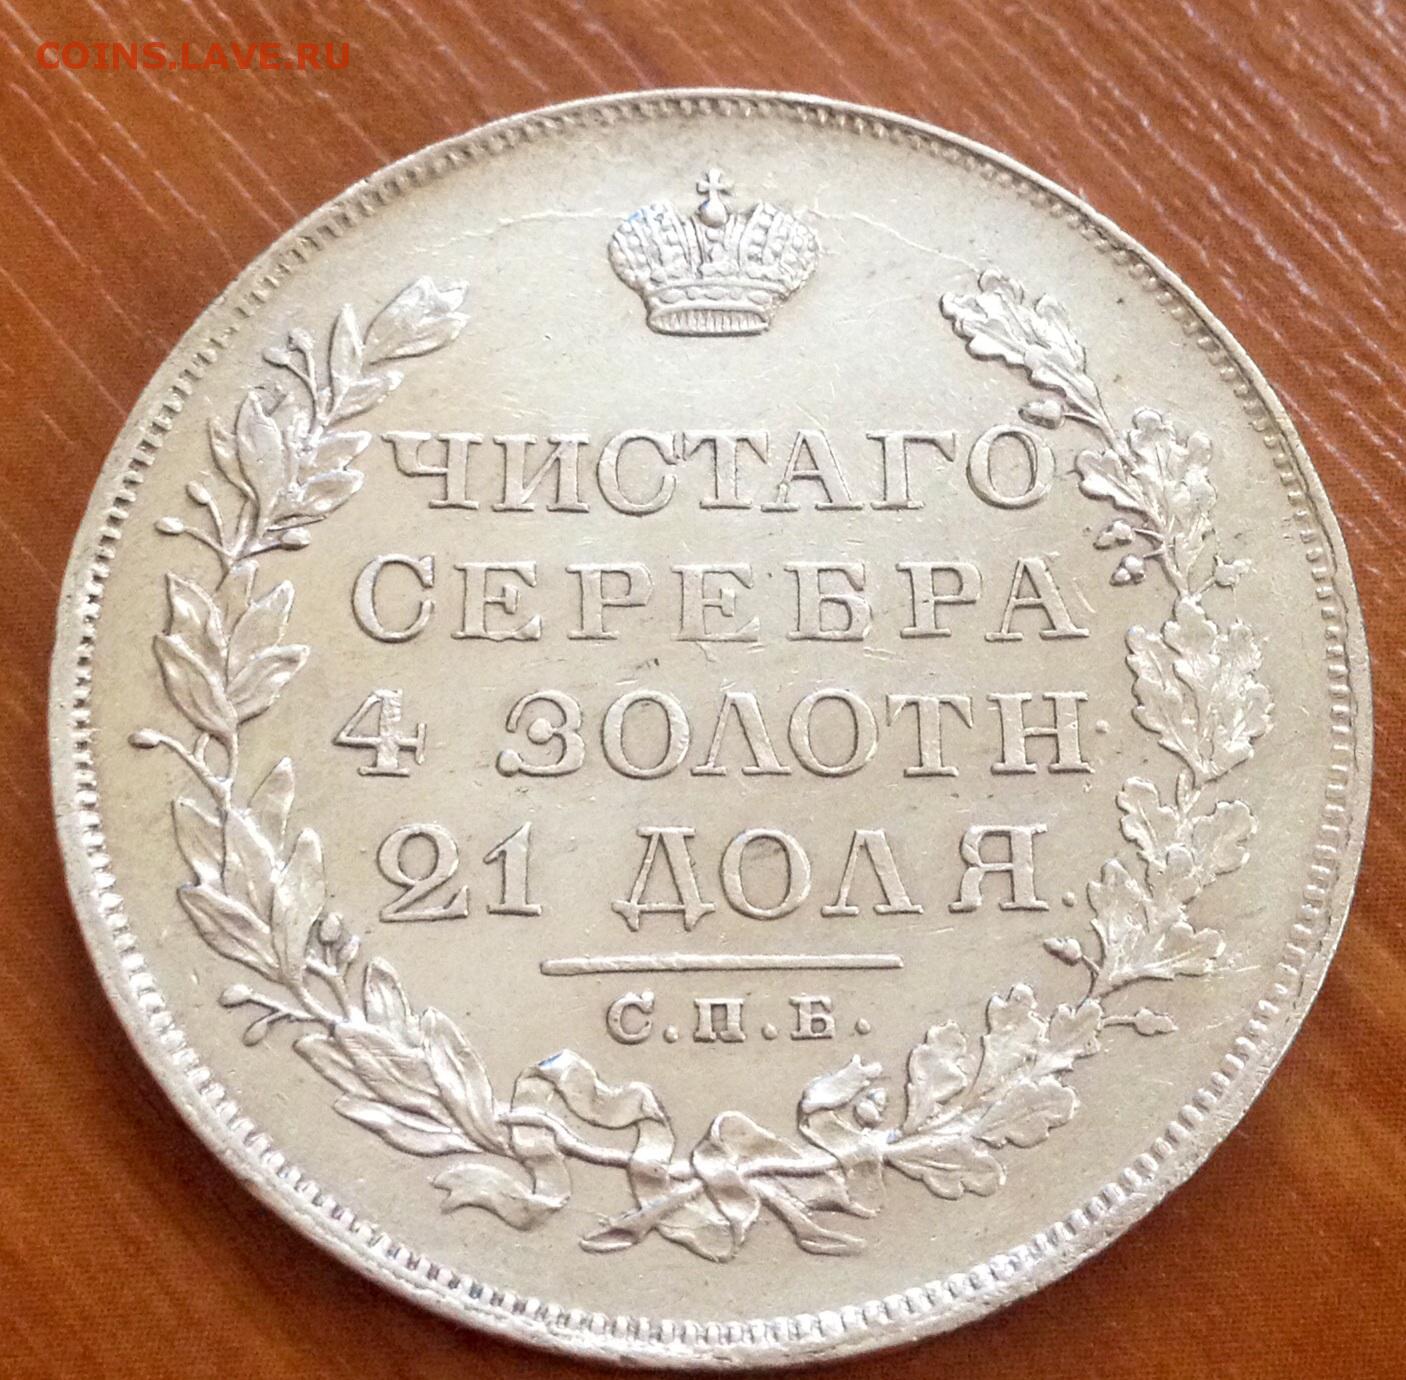 COINS.LAVE.RU
ЧИСТАГО
СЕРЕБРА
4 ЗОЛОТН.
21 ДОЛЯ.
С.П.Б.